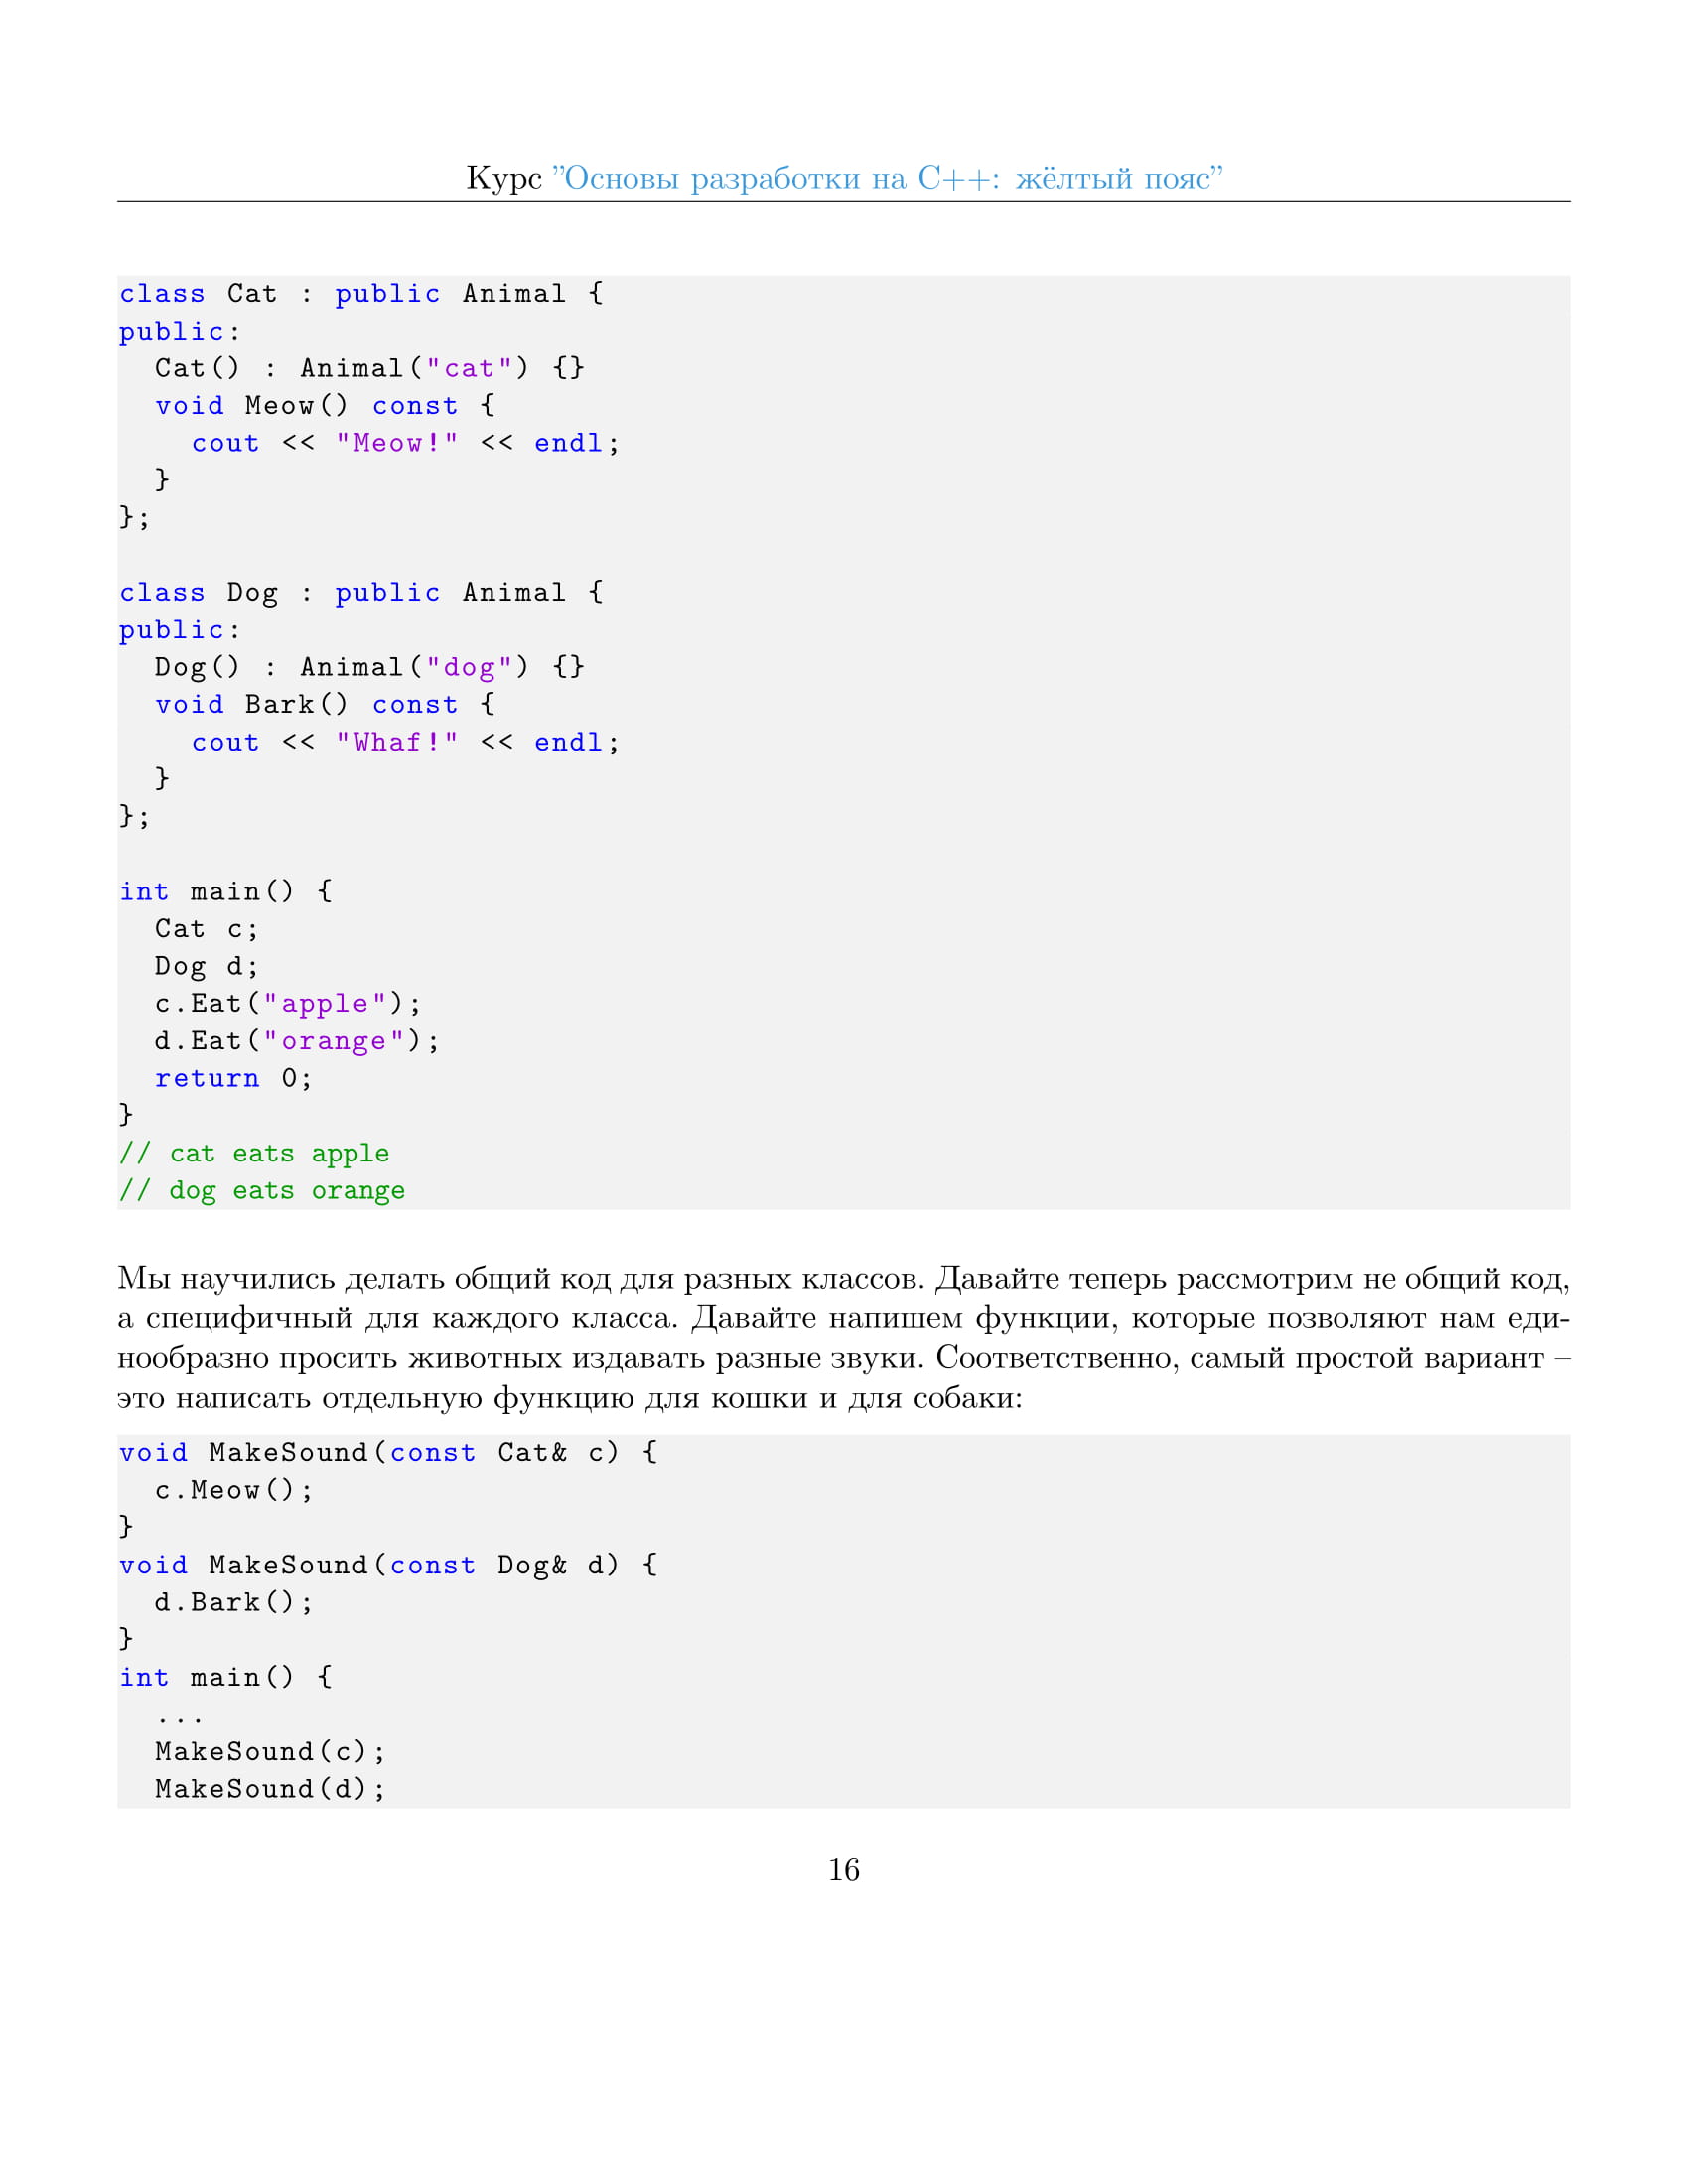 Курс ”Основы разработки на C++: жёлтый пояс”
class Cat : public Animal {
public:
  Cat() : Animal("cat") {}
  void Meow() const {
    cout << "Meow!" << endl;
  }
};

class Dog : public Animal {
public:
  Dog() : Animal("dog") {}
  void Bark() const {
    cout << "Whaf!" << endl;
  }
};

int main() {
  Cat c;
  Dog d;
  c.Eat("apple");
  d.Eat("orange");
  return 0;
}
// cat eats apple
// dog eats orange
Мы научились делать общий код для разных классов. Давайте теперь рассмотрим не общий код,
а специфичный для каждого класса. Давайте напишем функции, которые позволяют нам еди-
нообразно просить животных издавать разные звуки. Соответственно, самый простой вариант –
это написать отдельную функцию для кошки и для собаки:
void MakeSound(const Cat& c) {
  c.Meow();
}
void MakeSound(const Dog& d) {
  d.Bark();
}
int main() {
  ...
  MakeSound(c);
  MakeSound(d);
16